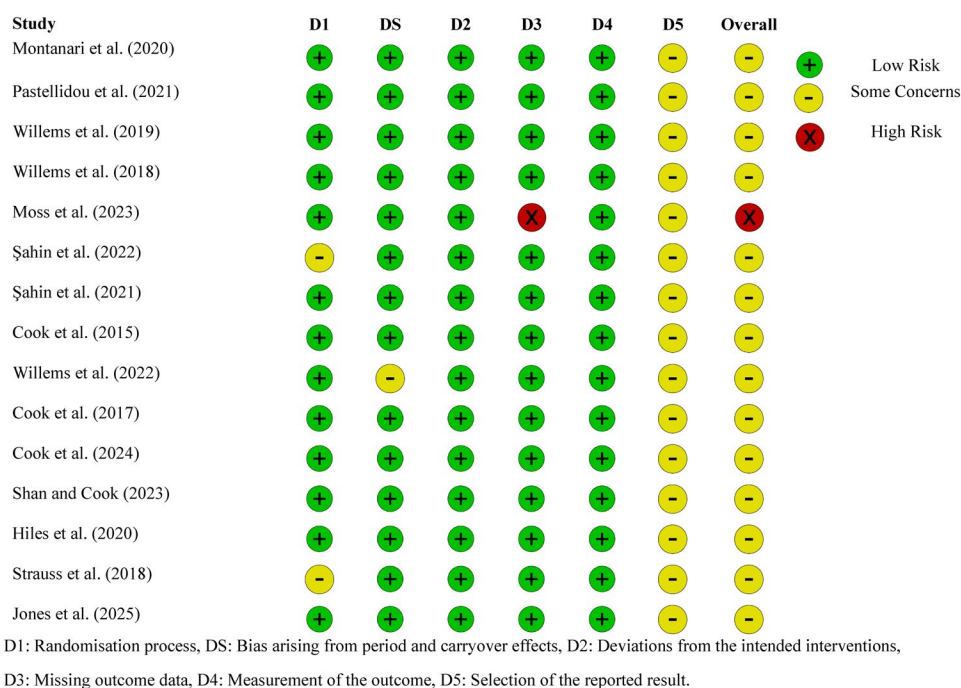 Study D1 DS D2 D3 D4 D5 Overall
Montanari et al. (2020) + + + + + - - + Low Risk
Pastellidou et al. (2021) + + + + + - - - Some Concerns
Willems et al. (2019) + + + + + - - X High Risk
Willems et al. (2018) + + + + + - -
Moss et al. (2023) + + + X + - X
Şahin et al. (2022) - + + + + - -
Şahin et al. (2021) + + + + + - -
Cook et al. (2015) + + + + + - -
Willems et al. (2022) + - + + + - -
Cook et al. (2017) + + + + + - -
Cook et al. (2024) + + + + + - -
Shan and Cook (2023) + + + + + - -
Hiles et al. (2020) + + + + + - -
Strauss et al. (2018) - + + + + - -
Jones et al. (2025) + + + + + - -
D1: Randomisation process, DS: Bias arising from period and carryover effects, D2: Deviations from the intended interventions,
D3: Missing outcome data, D4: Measurement of the outcome, D5: Selection of the reported result.